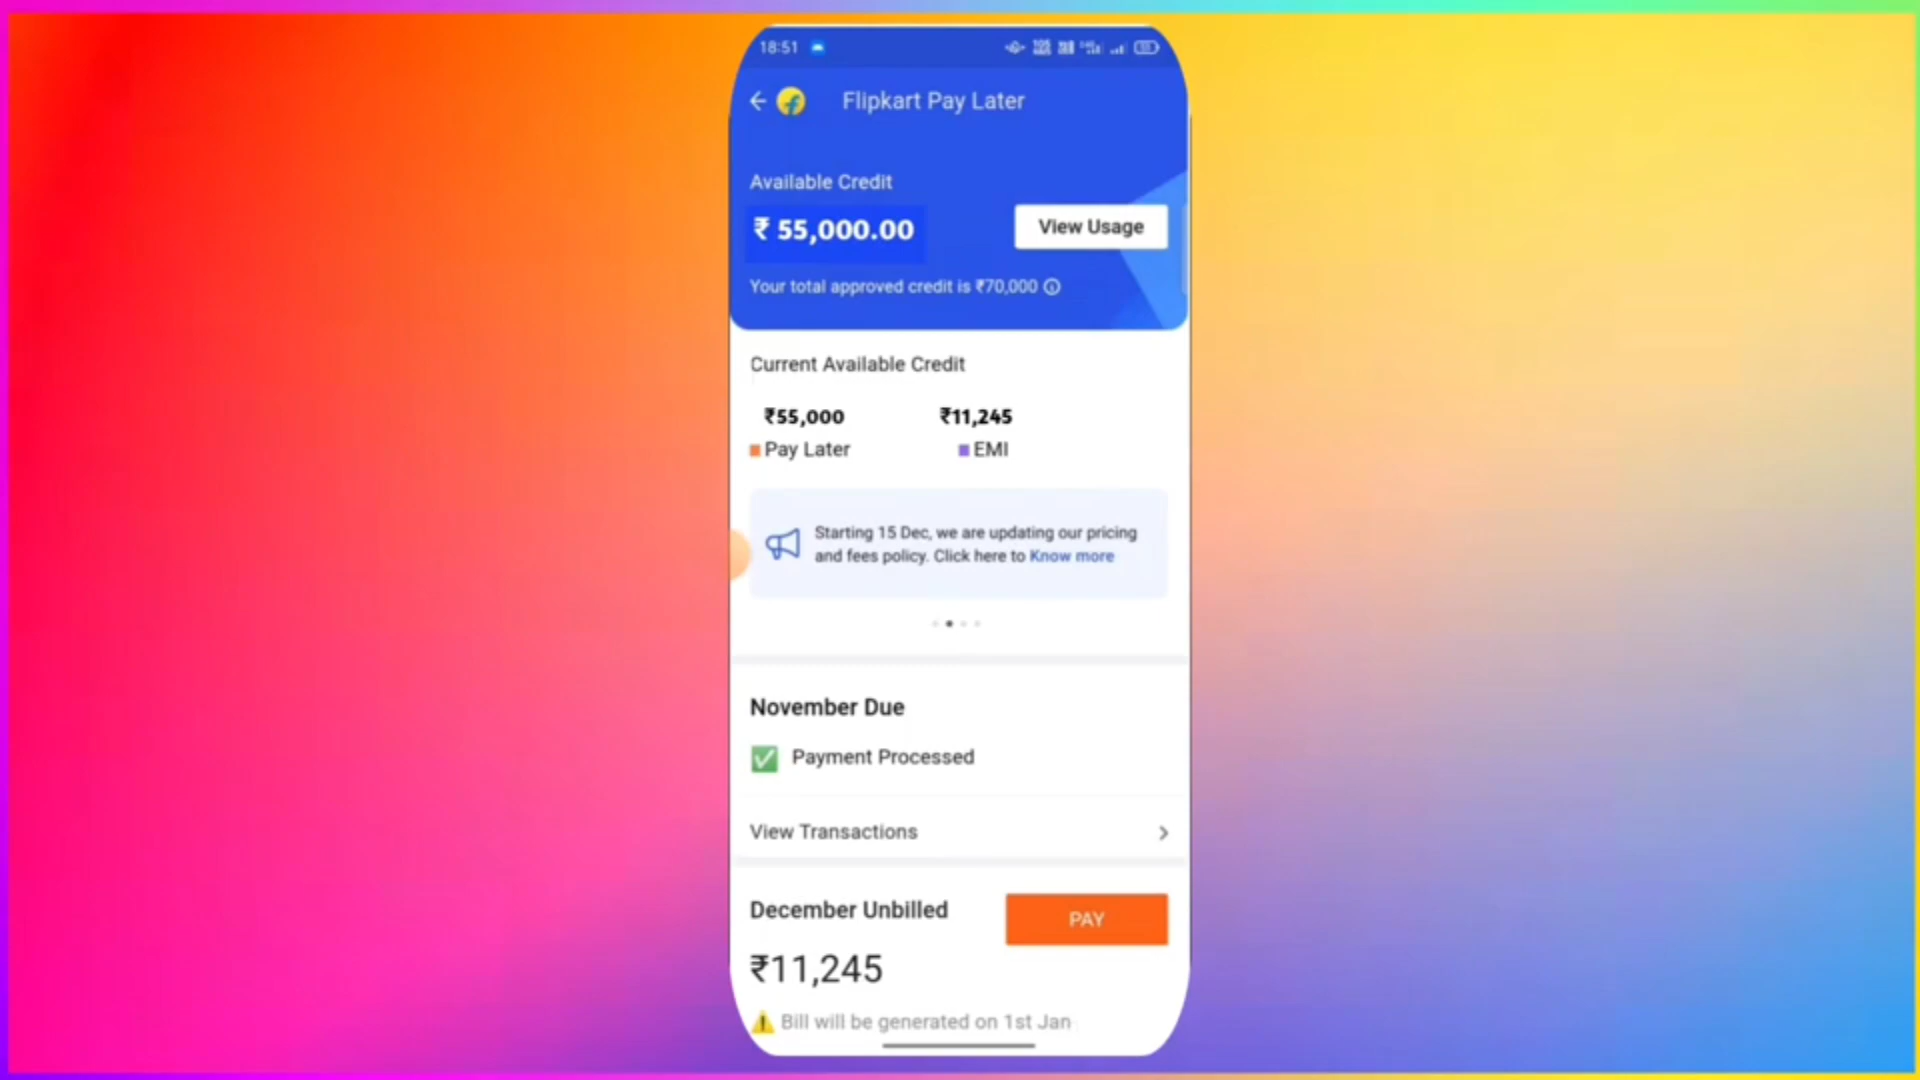 18:51
Flipkart Pay Later
Available Credit
₹ 55,000.00
View Usage
Your total approved credit is ₹70,000
Current Available Credit
₹55,000 ₹11,245
Pay Later EMI
Starting 15 Dec, we are updating our pricing
and fees policy. Click here to Know more
November Due
Payment Processed
View Transactions
December Unbilled
PAY
₹11,245
Bill will be generated on 1st Jan